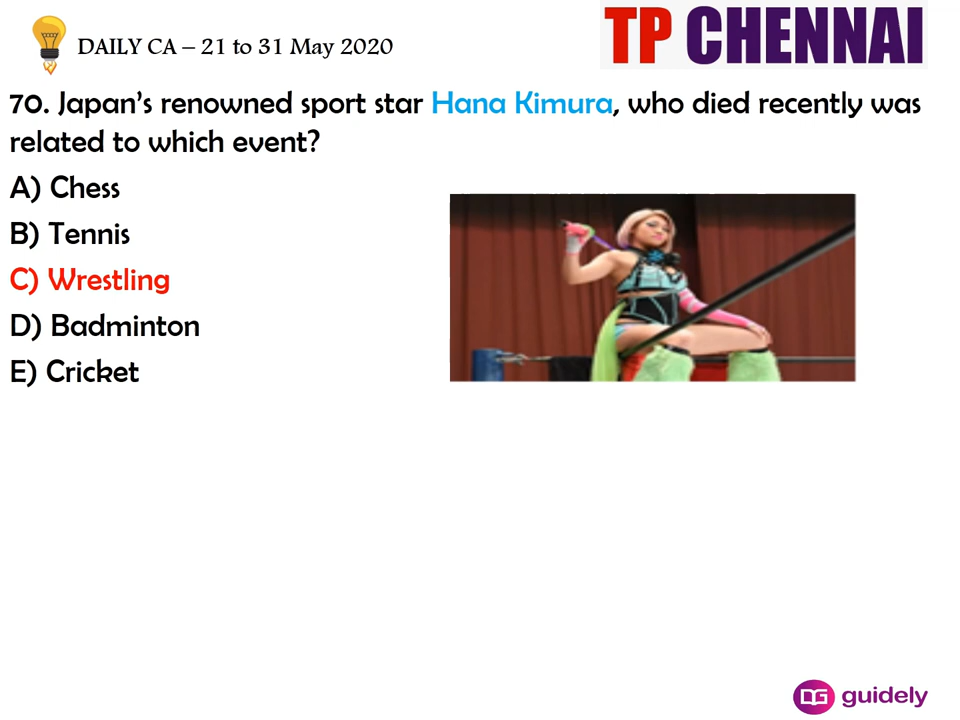 DAILY CA – 21 to 31 May 2020
TP CHENNAI
70. Japan's renowned sport star Hana Kimura, who died recently was
related to which event?
A) Chess
B) Tennis
C) Wrestling
D) Badminton
E) Cricket
DG guidely